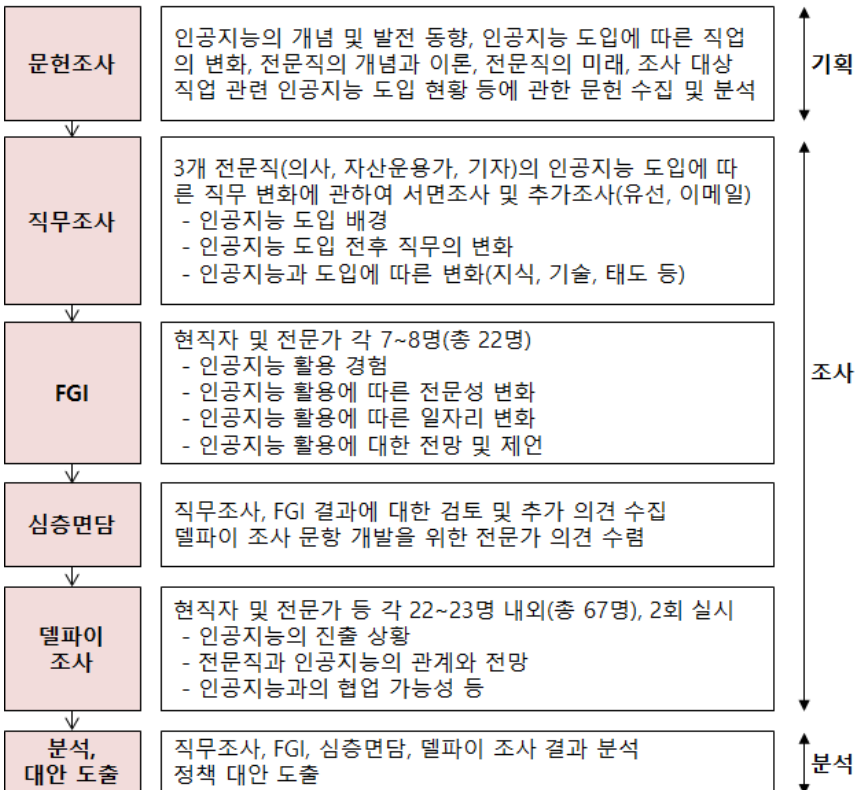 문헌조사
인공지능의 개념 및 발전 동향, 인공지능 도입에 따른 직업
의 변화, 전문직의 개념과 이론, 전문직의 미래, 조사 대상
직업 관련 인공지능 도입 현황 등에 관한 문헌 수집 및 분석
기획
직무조사
3개 전문직(의사, 자산운용가, 기자)의 인공지능 도입에 따
른 직무 변화에 관하여 서면조사 및 추가조사(유선, 이메일)
- 인공지능 도입 배경
- 인공지능 도입 전후 직무의 변화
- 인공지능과 도입에 따른 변화(지식, 기술, 태도 등)
조사
FGI
현직자 및 전문가 각 7~8명(총 22명)
- 인공지능 활용 경험
- 인공지능 활용에 따른 전문성 변화
- 인공지능 활용에 따른 일자리 변화
- 인공지능 활용에 대한 전망 및 제언
심층면담
직무조사, FGI 결과에 대한 검토 및 추가 의견 수집
델파이 조사 문항 개발을 위한 전문가 의견 수렴
델파이
조사
현직자 및 전문가 등 각 22~23명 내외(총 67명), 2회 실시
- 인공지능의 진출 상황
- 전문직과 인공지능의 관계와 전망
- 인공지능과의 협업 가능성 등
분석,
대안 도출
직무조사, FGI, 심층면담, 델파이 조사 결과 분석
정책 대안 도출
분석